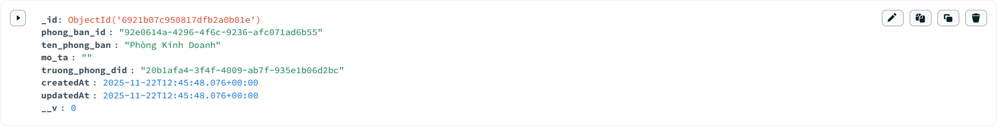 _id: ObjectId('6921b07c950817dfb2a0b01e')
phong_ban_id : "92e0614a-4296-4f6c-9236-afc071ad6b55"
ten_phong_ban : "Phòng Kinh Doanh"
mo_ta : ""
truong_phong_did : "20b1afa4-3f4f-4009-ab7f-935e1b06d2bc"
createdAt : 2025-11-22T12:45:48.076+00:00
updatedAt : 2025-11-22T12:45:48.076+00:00
__v : 0